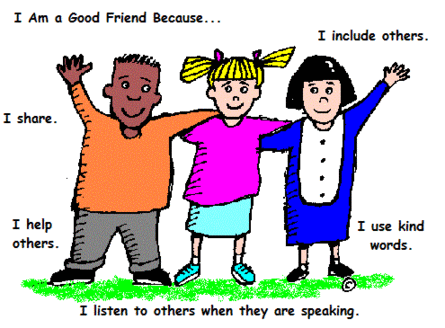 I Am a Good Friend Because...
I include others.
I share.
I help
others.
I use kind
words.
©
I listen to others when they are speaking.